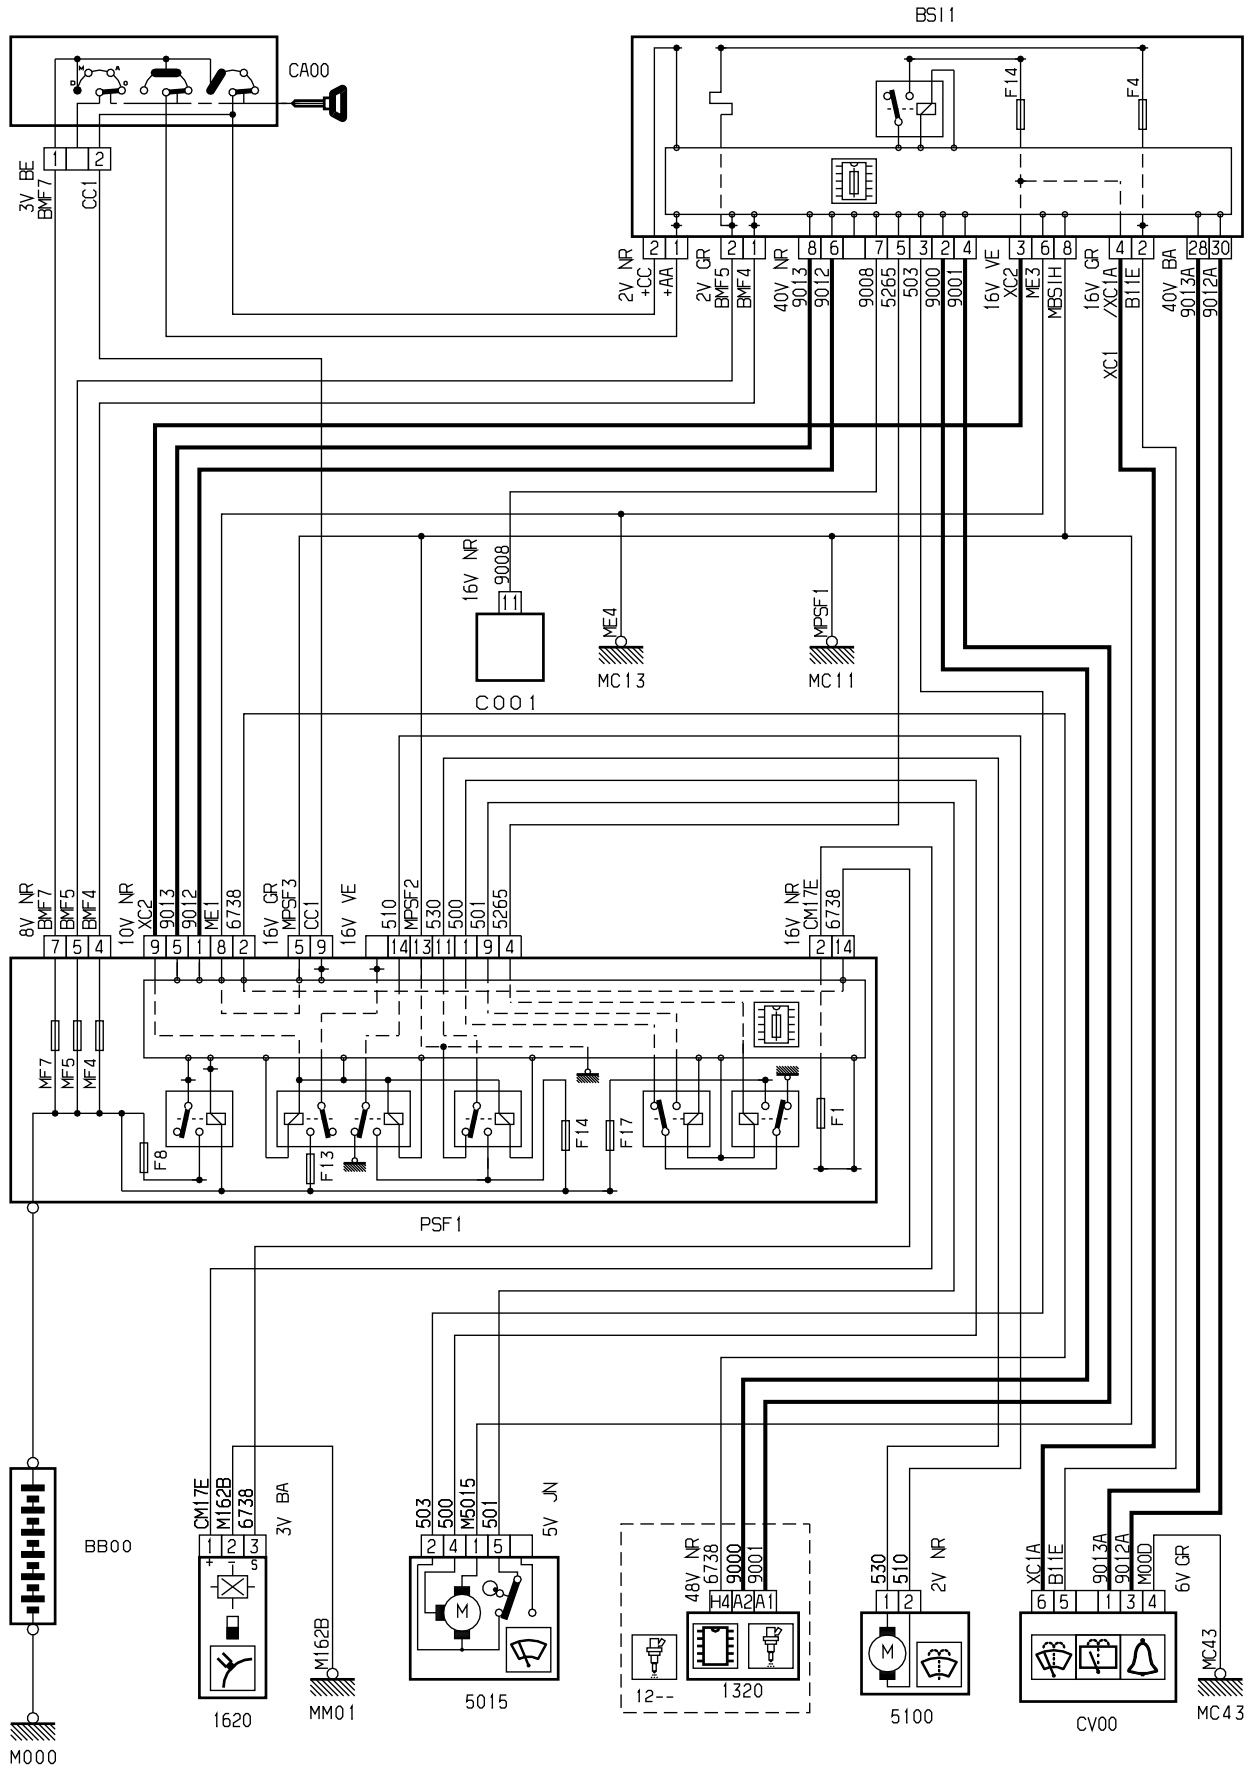 BSI1
CA00
M A
D O
F14
F4
1 2
3V BE
BMF7
CC1
2 1 2 1 8 6 7 5 3 2 4 3 6 8 4 2 28 30
2V NR
+CC
+AA
2V GR
BMF5
BMF4
40V NR
9013
9012
9008
5265
503
9000
9001
16V VE
XC2
ME3
MBSIH
16V GR
/XC1A
B11E
40V BA
9013A
9012A
XC1
16V NR
9008
11
C001
ME4
MC13
MPSF1
MC11
8V NR
BMF7
BMF5
BMF4
10V NR
XC2
9013
9012
ME1
6738
16V GR
MPSF3
CC1
16V VE
510
MPSF2
530
500
501
5265
16V NR
CM17E
6738
7 5 4 9 5 1 8 2 5 9 14 13 11 1 9 4 2 14
MF7
MF5
MF4
F8
F13
F14
F17
F1
PSF1
BB00
M000
CM17E
M162B
6738
3V BA
1 2 3
+ − S
1620
M162B
MM01
503
500
M5015
501
5V JN
2 4 1 5
M
5015
48V NR
6738
9000
9001
H4 A2 A1
12--
1320
530
510
2V NR
1 2
M
5100
XC1A
B11E
9013A
9012A
M00D
6V GR
6 5 1 3 4
CV00
MC43
MC43